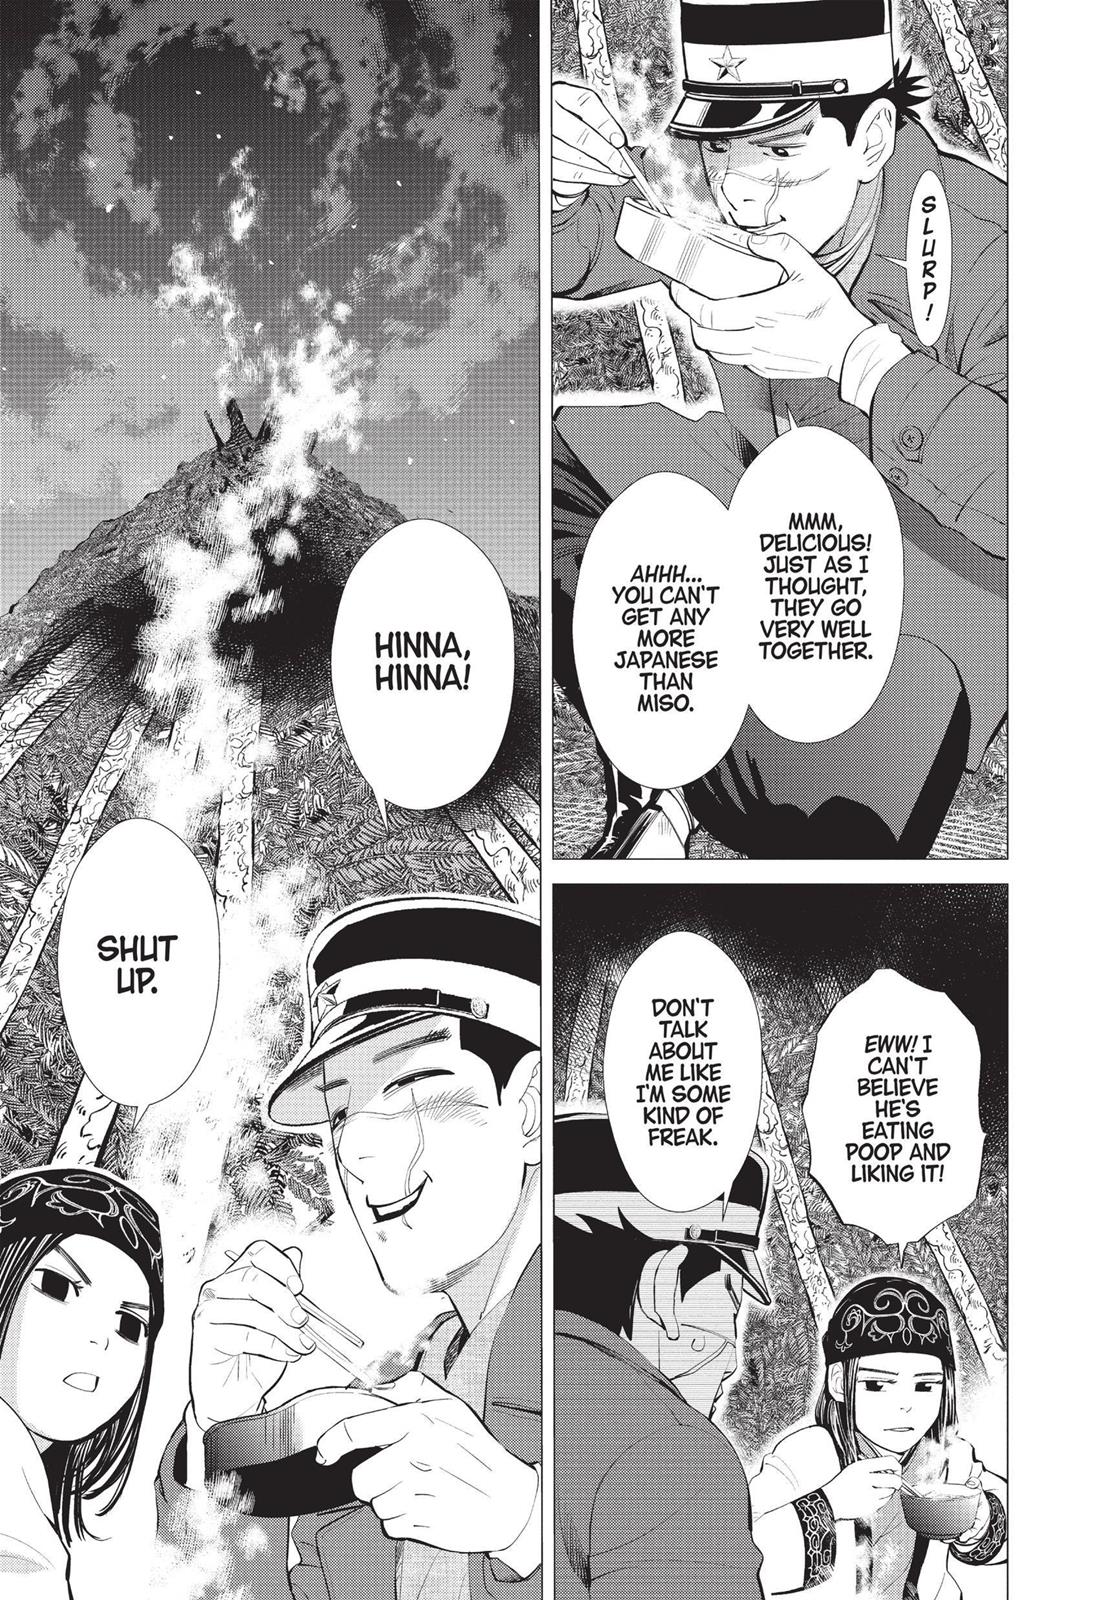 SLURP!
MMM,
DELICIOUS!
JUST AS I
THOUGHT,
THEY GO
VERY WELL
TOGETHER.
AHHH...
YOU CAN'T
GET ANY
MORE
JAPANESE
THAN
MISO.
EWW! I
CAN'T
BELIEVE
HE'S
EATING
POOP AND
LIKING IT!
DON'T
TALK
ABOUT
ME LIKE
I'M SOME
KIND OF
FREAK.
HINNA,
HINNA!
SHUT
UP.